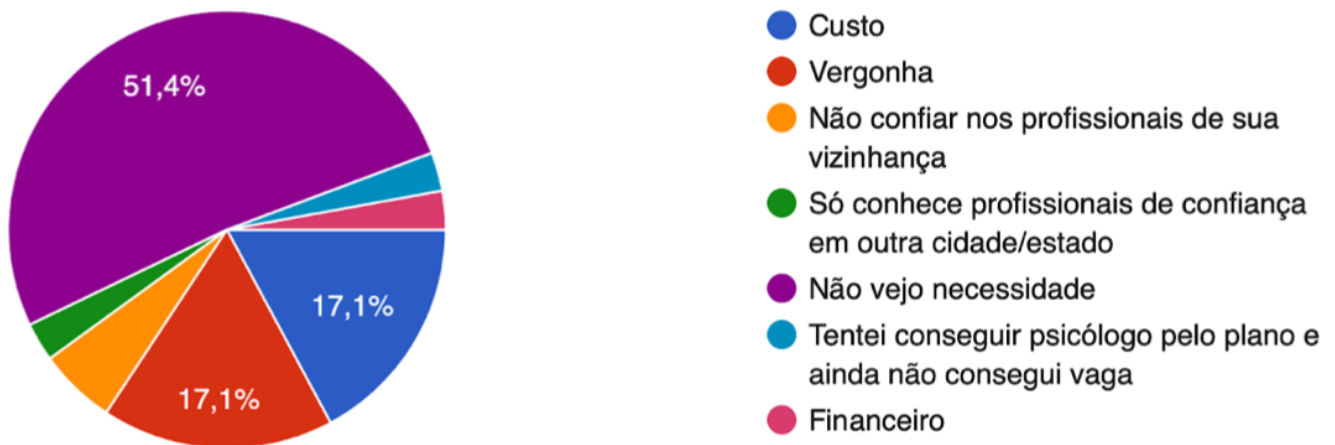 51,4%
17,1%
17,1%
Custo
Vergonha
Não confiar nos profissionais de sua
vizinhança
Só conhece profissionais de confiança
em outra cidade/estado
Não vejo necessidade
Tentei conseguir psicólogo pelo plano e
ainda não consegui vaga
Financeiro